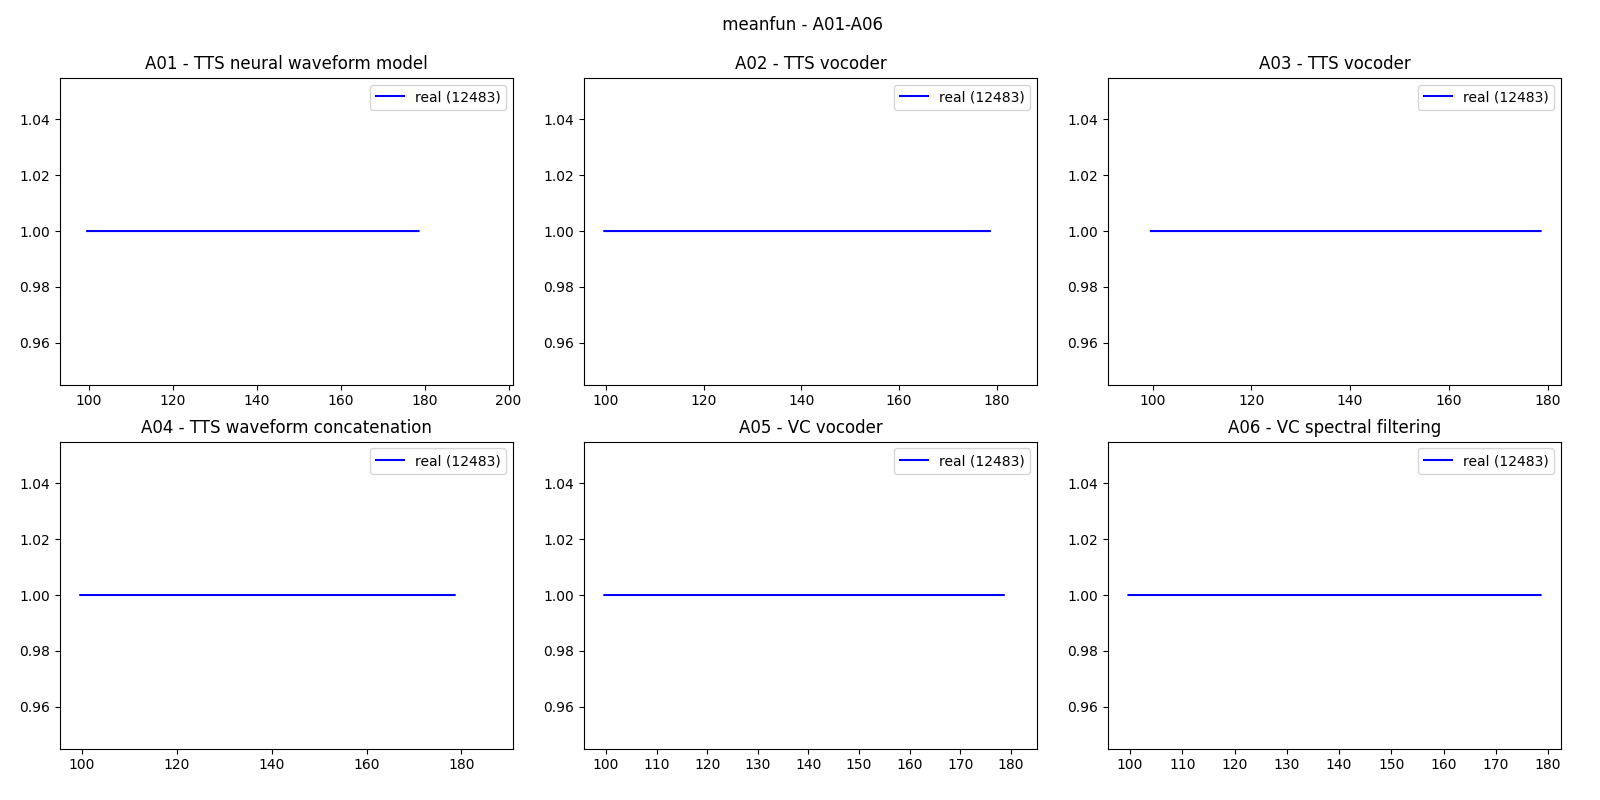 meanfun - A01-A06
A01 - TTS neural waveform model
real (12483)
1.04
1.02
1.00
0.98
0.96
100 120 140 160 180 200
A02 - TTS vocoder
real (12483)
1.04
1.02
1.00
0.98
0.96
100 120 140 160 180
A03 - TTS vocoder
real (12483)
1.04
1.02
1.00
0.98
0.96
100 120 140 160 180
A04 - TTS waveform concatenation
real (12483)
1.04
1.02
1.00
0.98
0.96
100 120 140 160 180
A05 - VC vocoder
real (12483)
1.04
1.02
1.00
0.98
0.96
100 110 120 130 140 150 160 170 180
A06 - VC spectral filtering
real (12483)
1.04
1.02
1.00
0.98
0.96
100 110 120 130 140 150 160 170 180